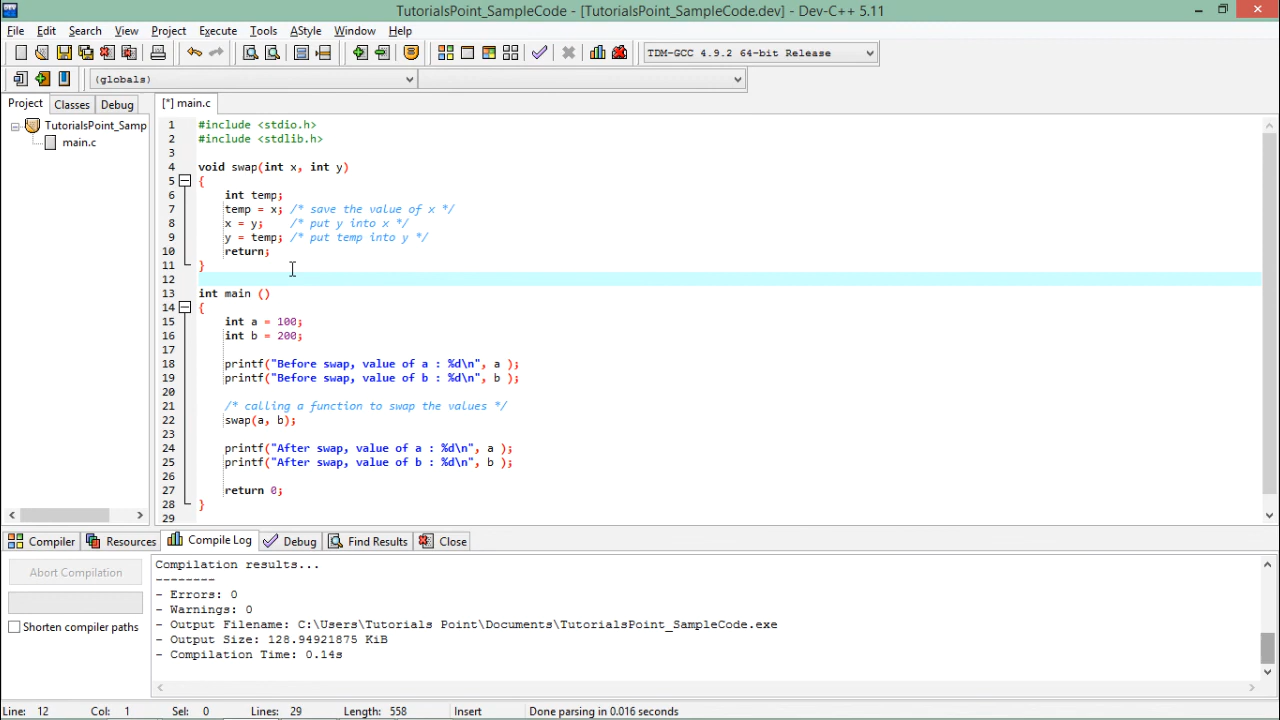 TutorialsPoint_SampleCode - [TutorialsPoint_SampleCode.dev] - Dev-C++ 5.11
File Edit Search View Project Execute Tools AStyle Window Help
TDM-GCC 4.9.2 64-bit Release
(globals)
Project Classes Debug
[*] main.c
TutorialsPoint_Samp
main.c
1 #include <stdio.h>
2 #include <stdlib.h>
3
4 void swap(int x, int y)
5 {
6 int temp;
7 temp = x; /* save the value of x */
8 x = y; /* put y into x */
9 y = temp; /* put temp into y */
10 return;
11 }
12
13 int main ()
14 {
15 int a = 100;
16 int b = 200;
17
18 printf("Before swap, value of a : %d\n", a );
19 printf("Before swap, value of b : %d\n", b );
20
21 /* calling a function to swap the values */
22 swap(a, b);
23
24 printf("After swap, value of a : %d\n", a );
25 printf("After swap, value of b : %d\n", b );
26
27 return 0;
28 }
29
Compiler Resources Compile Log Debug Find Results Close
Abort Compilation
Shorten compiler paths
Compilation results...
--------
- Errors: 0
- Warnings: 0
- Output Filename: C:\Users\Tutorials Point\Documents\TutorialsPoint_SampleCode.exe
- Output Size: 128.94921875 KiB
- Compilation Time: 0.14s
Line: 12 Col: 1 Sel: 0 Lines: 29 Length: 558 Insert Done parsing in 0.016 seconds